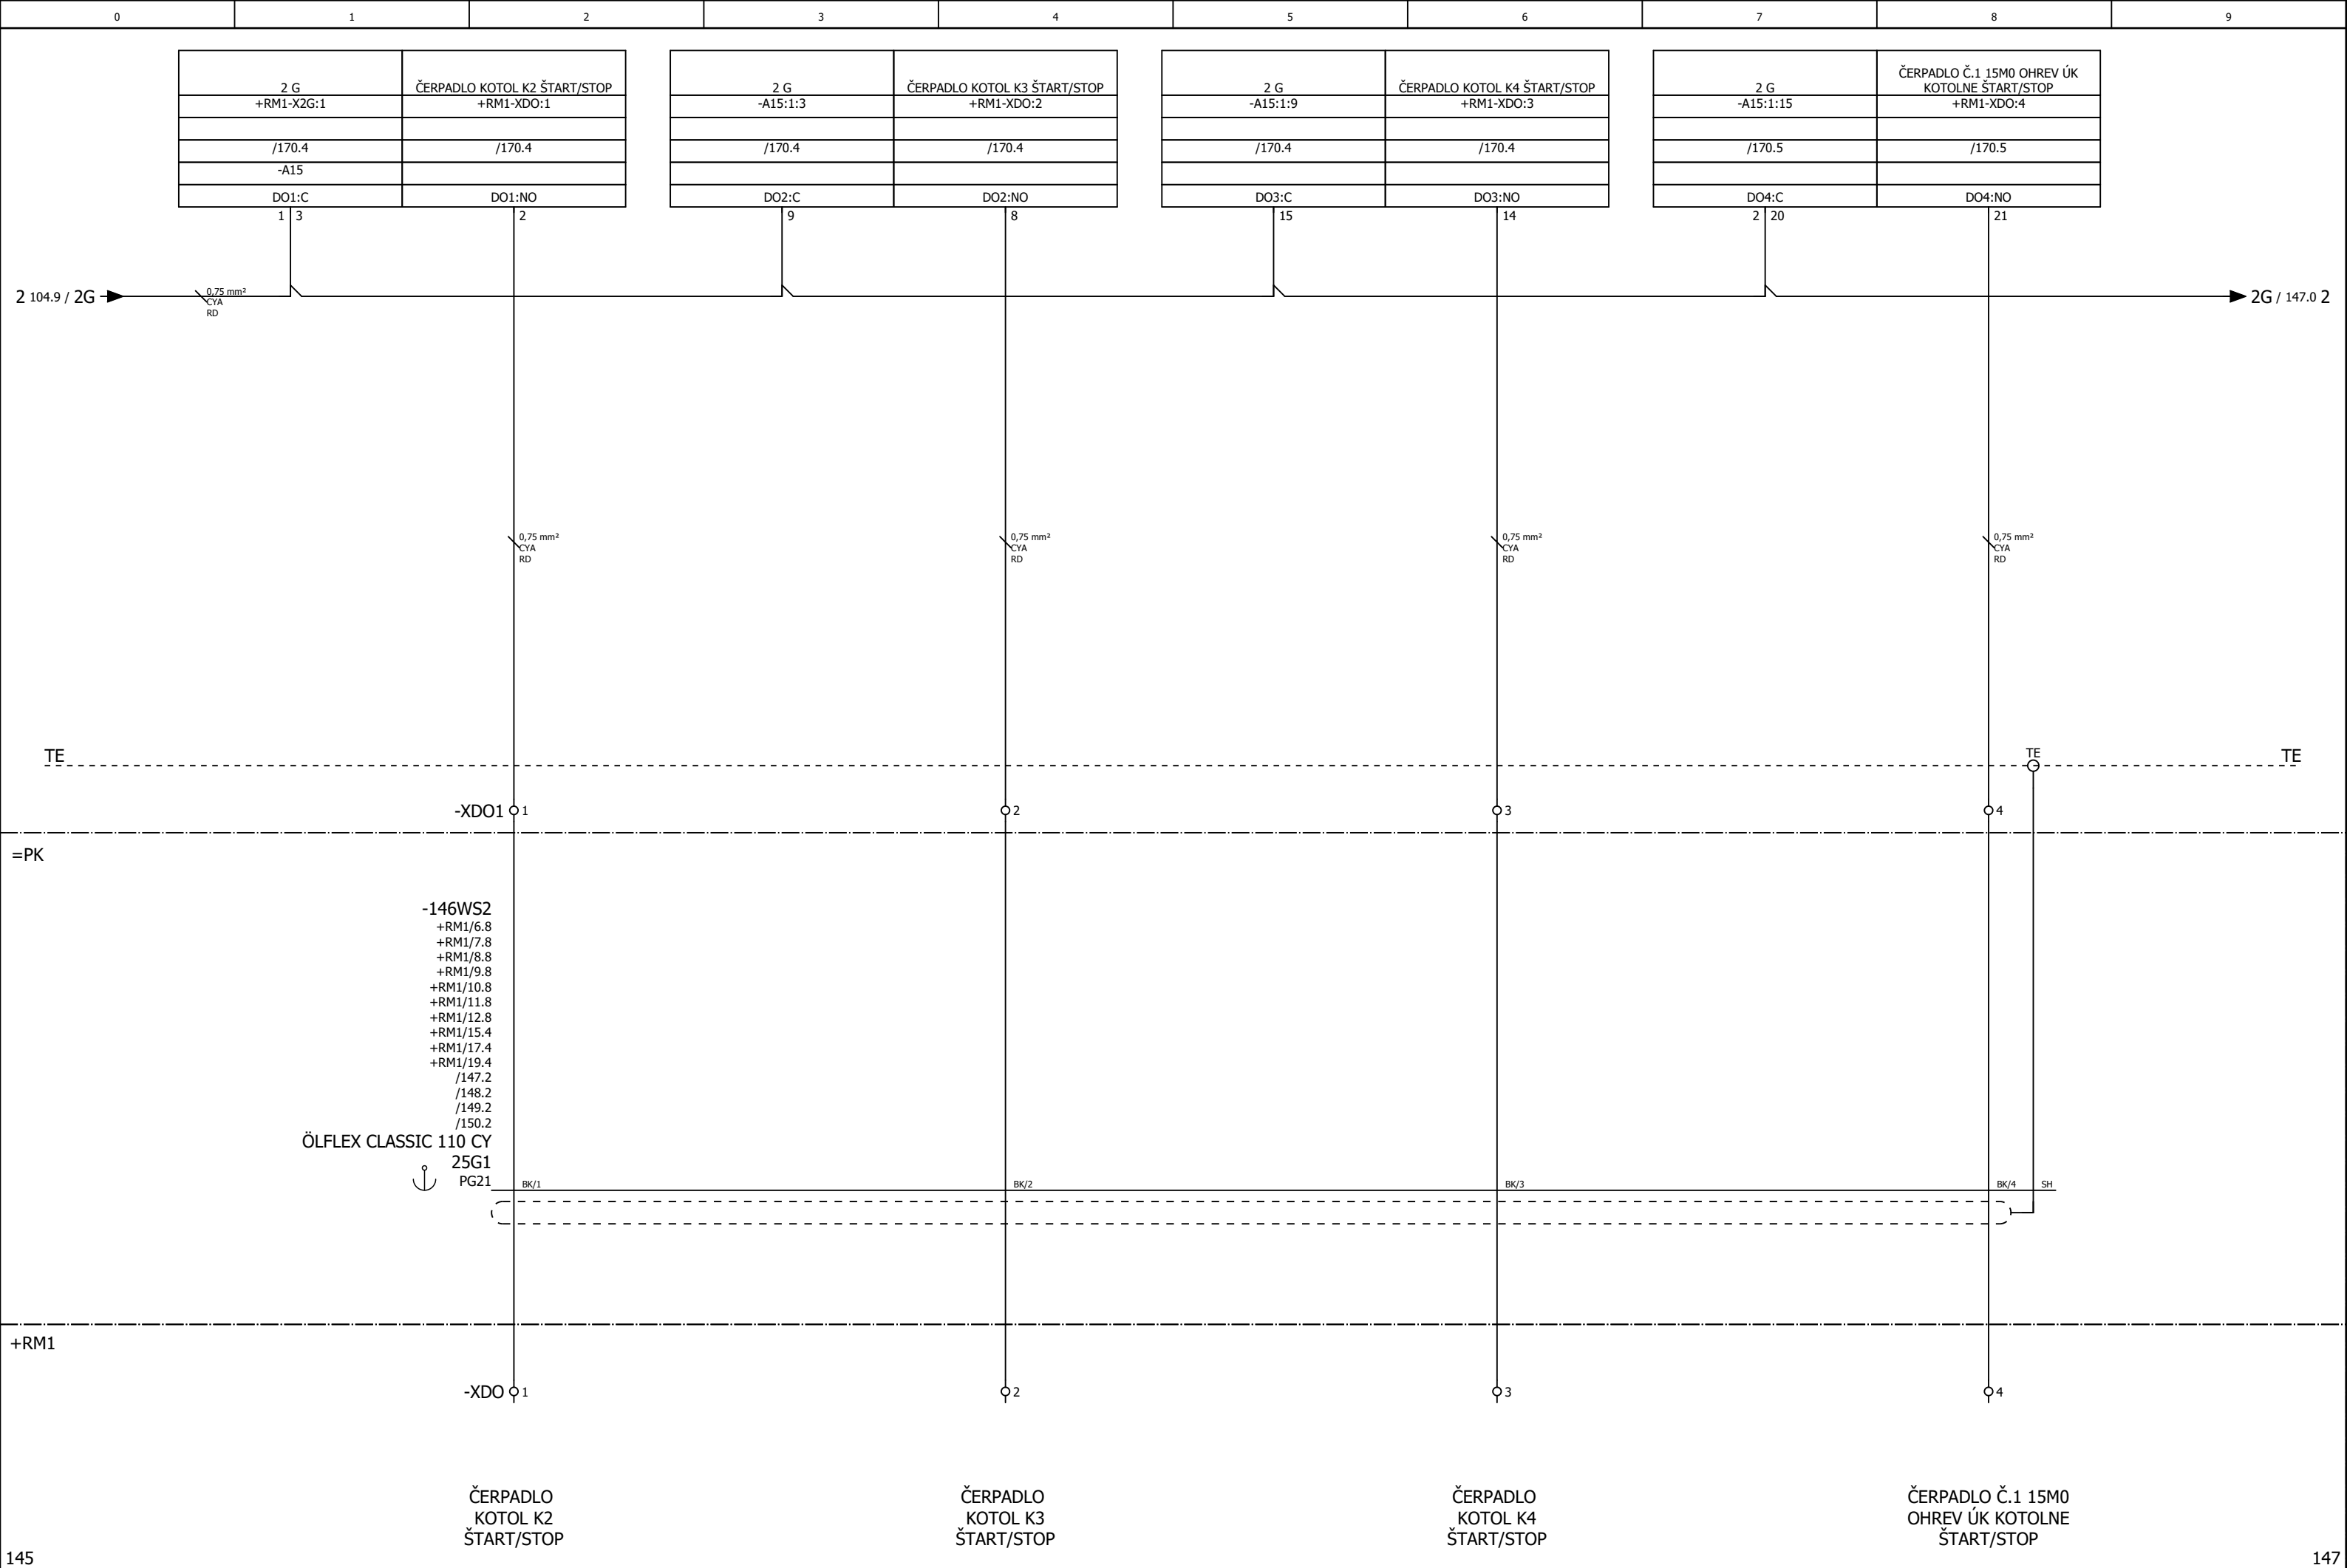 0 1 2 3 4 5 6 7 8 9
ČERPADLO Č.1 15M0 OHREV ÚK
2 G ČERPADLO KOTOL K2 ŠTART/STOP 2 G ČERPADLO KOTOL K3 ŠTART/STOP 2 G ČERPADLO KOTOL K4 ŠTART/STOP 2 G KOTOLNE ŠTART/STOP
+RM1-X2G:1 +RM1-XDO:1 -A15:1:3 +RM1-XDO:2 -A15:1:9 +RM1-XDO:3 -A15:1:15 +RM1-XDO:4
/170.4 /170.4 /170.4 /170.4 /170.4 /170.4 /170.5 /170.5
-A15
DO1:C DO1:NO DO2:C DO2:NO DO3:C DO3:NO DO4:C DO4:NO
1 3 2 9 8 15 14 2 20 21
2 104.9 / 2G 0,75 mm² 2G / 147.0 2
CYA
RD
0,75 mm² 0,75 mm² 0,75 mm² 0,75 mm²
CYA CYA CYA CYA
RD RD RD RD
TE TE TE
-XDO1 1 2 3 4
=PK
-146WS2
+RM1/6.8
+RM1/7.8
+RM1/8.8
+RM1/9.8
+RM1/10.8
+RM1/11.8
+RM1/12.8
+RM1/15.4
+RM1/17.4
+RM1/19.4
/147.2
/148.2
/149.2
/150.2
ÖLFLEX CLASSIC 110 CY
25G1
PG21 BK/1 BK/2 BK/3 BK/4 SH
+RM1
-XDO 1 2 3 4
ČERPADLO ČERPADLO ČERPADLO ČERPADLO Č.1 15M0
KOTOL K2 KOTOL K3 KOTOL K4 OHREV ÚK KOTOLNE
ŠTART/STOP ŠTART/STOP ŠTART/STOP ŠTART/STOP
145 147